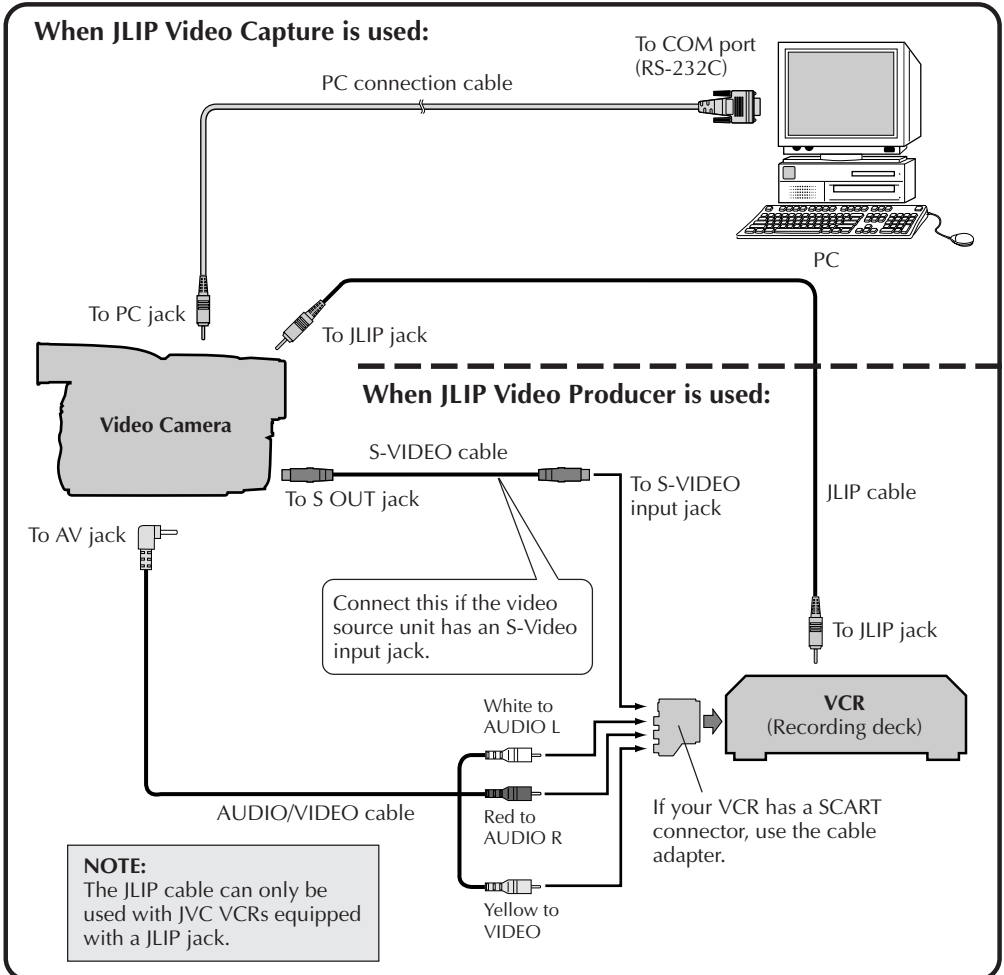 When JLIP Video Capture is used:
To COM port
(RS-232C)
PC connection cable
PC
To PC jack
To JLIP jack
When JLIP Video Producer is used:
Video Camera
S-VIDEO cable
To S OUT jack
To S-VIDEO
input jack
JLIP cable
To AV jack
Connect this if the video
source unit has an S-Video
input jack.
To JLIP jack
White to
AUDIO L
VCR
(Recording deck)
AUDIO/VIDEO cable
Red to
AUDIO R
If your VCR has a SCART
connector, use the cable
adapter.
NOTE:
The JLIP cable can only be
used with JVC VCRs equipped
with a JLIP jack.
Yellow to
VIDEO